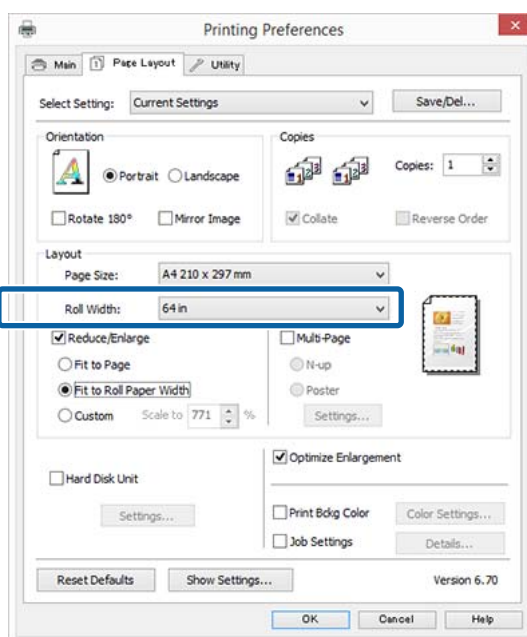 Printing Preferences
Main Page Layout Utility
Select Setting: Current Settings Save/Del...
Orientation
Portrait Landscape
Rotate 180° Mirror Image
Copies
Copies: 1
Collate Reverse Order
Layout
Page Size: A4 210 x 297 mm
Roll Width: 64 in
Reduce/Enlarge
Fit to Page
Fit to Roll Paper Width
Custom Scale to 771 %
Multi-Page
N-up
Poster
Settings...
Optimize Enlargement
Hard Disk Unit
Settings...
Print Bckg Color Color Settings...
Job Settings Details...
Reset Defaults Show Settings... Version 6.70
OK Cancel Help